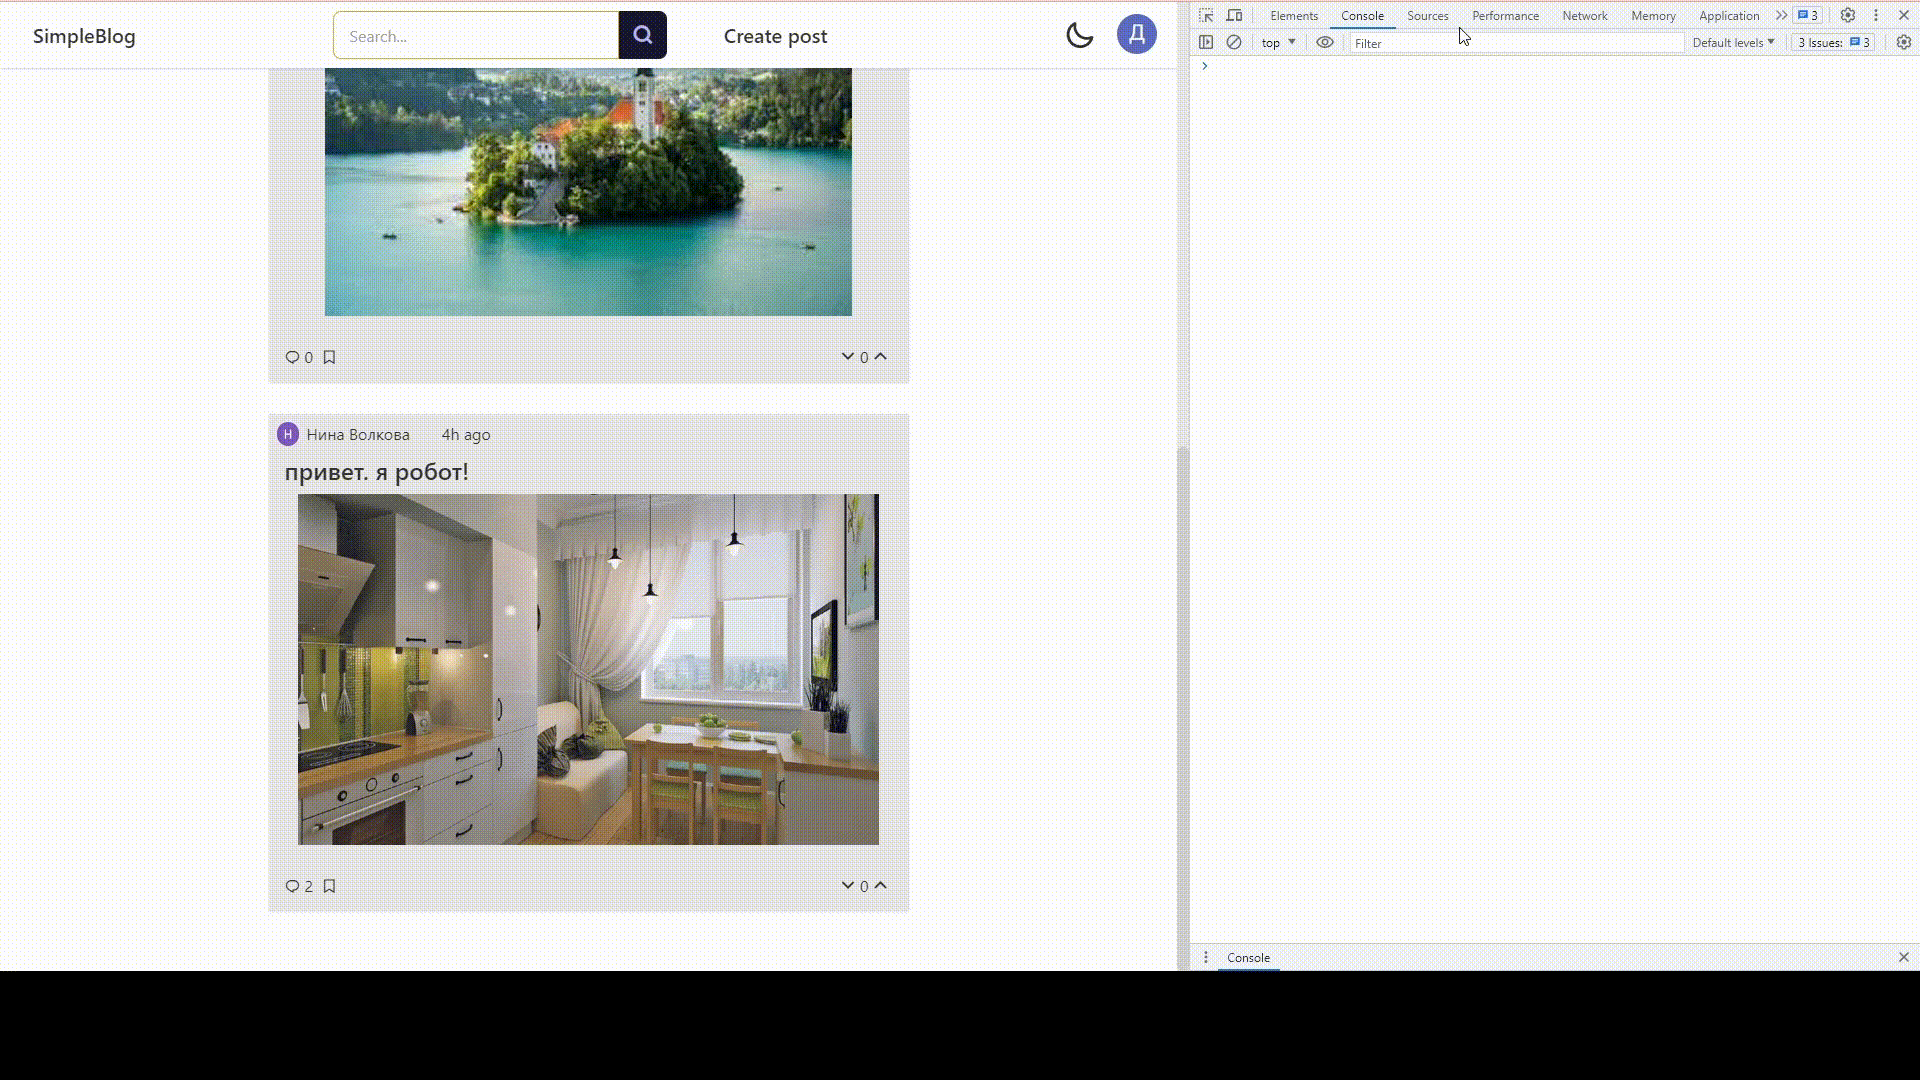 SimpleBlog
Search...
Create post
Д
0
0
Н
Нина Волкова
4h ago
привет. я робот!
2
0
Elements
Console
Sources
Performance
Network
Memory
Application
3
top
Filter
Default levels
3 Issues:
3
Console